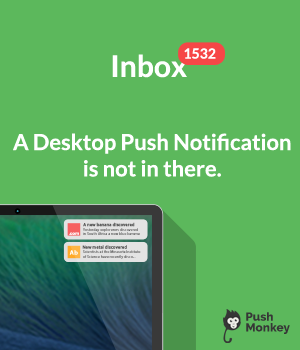 Inbox 1532
A Desktop Push Notification
is not in there.
A new banana discovered
New metal discovered
Ab
Push
Monkey